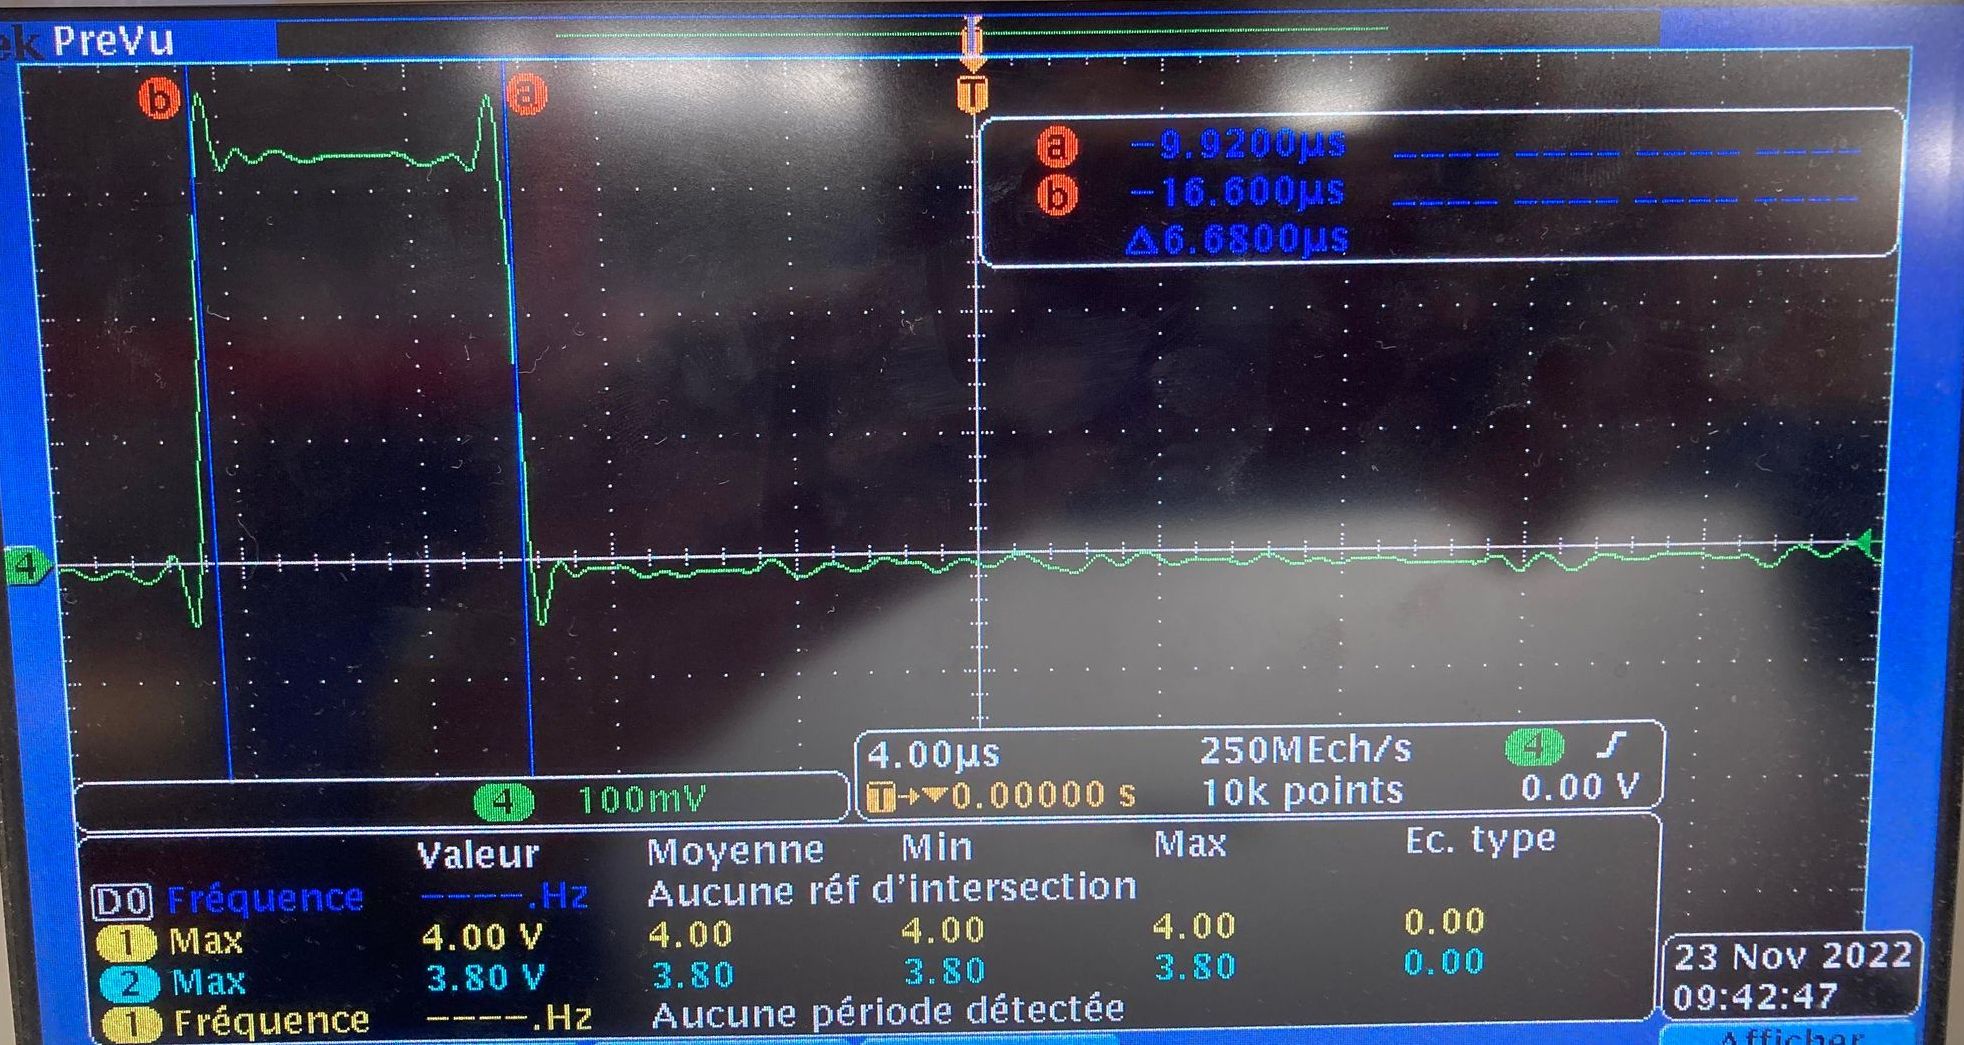 ek PreVu
T
b
a
a -9.9200µs
b -16.600µs
Δ6.6800µs
4
4 100mV
4.00µs 250MEch/s 4
T→▼0.00000 s 10k points 0.00 V
Valeur Moyenne Min Max Ec. type
D0 Fréquence -----.Hz Aucune réf d'intersection
1 Max 4.00 V 4.00 4.00 4.00 0.00
2 Max 3.80 V 3.80 3.80 3.80 0.00
1 Fréquence ----.Hz Aucune période détectée
23 Nov 2022
09:42:47
Afficher